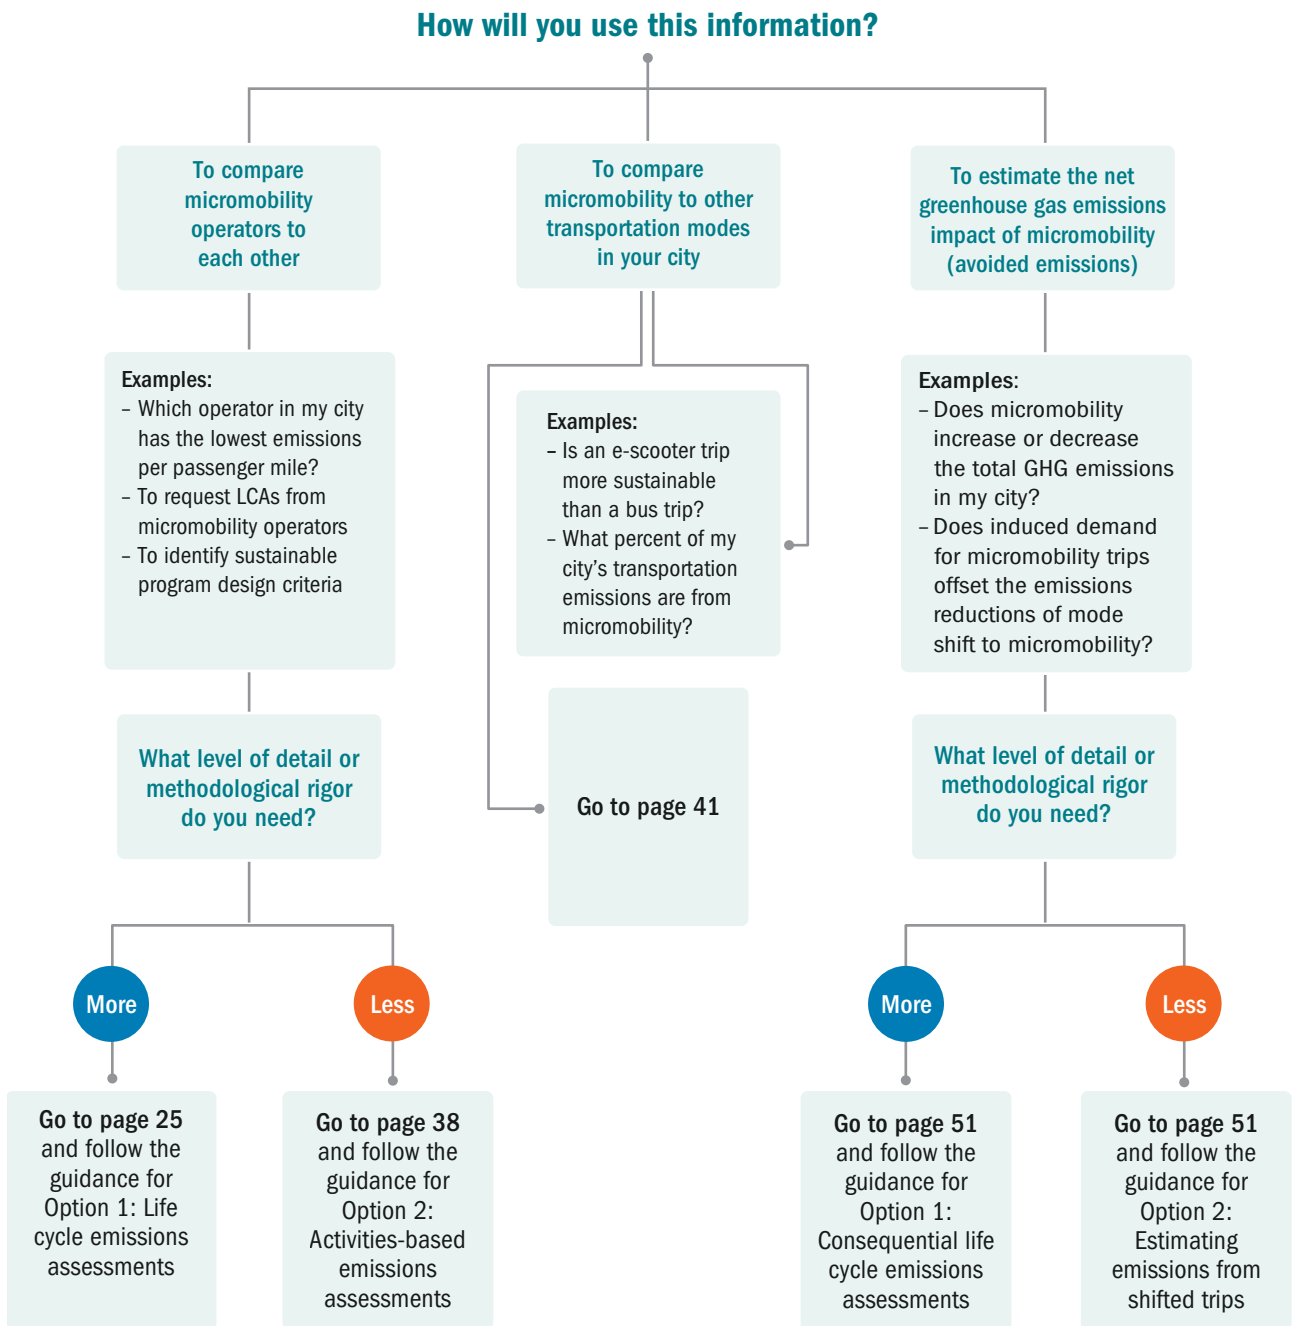 How will you use this information?
To compare
micromobility
operators to
each other
To compare
micromobility to other
transportation modes
in your city
To estimate the net
greenhouse gas emissions
impact of micromobility
(avoided emissions)
Examples:
– Which operator in my city
has the lowest emissions
per passenger mile?
– To request LCAs from
micromobility operators
– To identify sustainable
program design criteria
Examples:
– Is an e-scooter trip
more sustainable
than a bus trip?
– What percent of my
city’s transportation
emissions are from
micromobility?
Examples:
– Does micromobility
increase or decrease
the total GHG emissions
in my city?
– Does induced demand
for micromobility trips
offset the emissions
reductions of mode
shift to micromobility?
What level of detail or
methodological rigor
do you need?
Go to page 41
What level of detail or
methodological rigor
do you need?
More
Less
More
Less
Go to page 25
and follow the
guidance for
Option 1: Life
cycle emissions
assessments
Go to page 38
and follow the
guidance for
Option 2:
Activities-based
emissions
assessments
Go to page 51
and follow the
guidance for
Option 1:
Consequential life
cycle emissions
assessments
Go to page 51
and follow the
guidance for
Option 2:
Estimating
emissions from
shifted trips